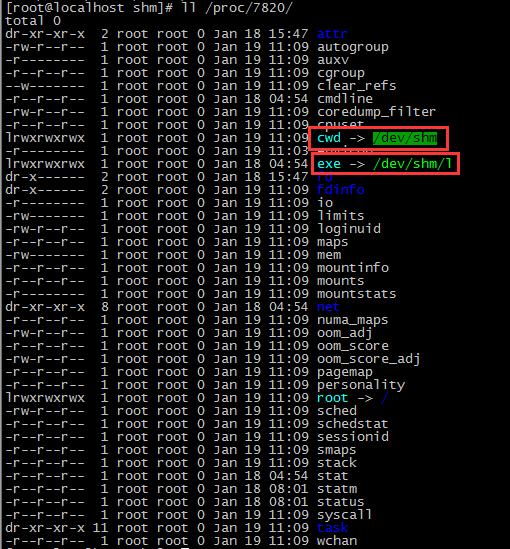 [root@localhost shm]# ll /proc/7820/
total 0
dr-xr-xr-x 2 root root 0 Jan 18 15:47 attr
-rw-r--r-- 1 root root 0 Jan 19 11:09 autogroup
-r-------- 1 root root 0 Jan 19 11:09 auxv
-r--r--r-- 1 root root 0 Jan 19 11:09 cgroup
--w------- 1 root root 0 Jan 19 11:09 clear_refs
-r--r--r-- 1 root root 0 Jan 18 04:54 cmdline
-rw-r--r-- 1 root root 0 Jan 19 11:09 coredump_filter
-r--r--r-- 1 root root 0 Jan 19 11:09 cpuset
lrwxrwxrwx 1 root root 0 Jan 19 11:09 cwd -> /dev/shm
-r-------- 1 root root 0 Jan 19 11:03
lrwxrwxrwx 1 root root 0 Jan 18 04:54 exe -> /dev/shm/l
dr-x------ 2 root root 0 Jan 18 15:47 fd
dr-x------ 2 root root 0 Jan 19 11:09 fdinfo
-r-------- 1 root root 0 Jan 19 11:09 io
-rw------- 1 root root 0 Jan 19 11:09 limits
-rw-r--r-- 1 root root 0 Jan 19 11:09 loginuid
-r--r--r-- 1 root root 0 Jan 19 11:09 maps
-rw------- 1 root root 0 Jan 19 11:09 mem
-r--r--r-- 1 root root 0 Jan 19 11:09 mountinfo
-r--r--r-- 1 root root 0 Jan 19 11:09 mounts
-r-------- 1 root root 0 Jan 19 11:09 mountstats
dr-xr-xr-x 8 root root 0 Jan 18 04:54 net
-r--r--r-- 1 root root 0 Jan 19 11:09 numa_maps
-rw-r--r-- 1 root root 0 Jan 19 11:09 oom_adj
-r--r--r-- 1 root root 0 Jan 19 11:09 oom_score
-rw-r--r-- 1 root root 0 Jan 19 11:09 oom_score_adj
-r--r--r-- 1 root root 0 Jan 19 11:09 pagemap
-r--r--r-- 1 root root 0 Jan 19 11:09 personality
lrwxrwxrwx 1 root root 0 Jan 19 11:09 root -> /
-rw-r--r-- 1 root root 0 Jan 19 11:09 sched
-r--r--r-- 1 root root 0 Jan 19 11:09 schedstat
-r--r--r-- 1 root root 0 Jan 19 11:09 sessionid
-r--r--r-- 1 root root 0 Jan 19 11:09 smaps
-r--r--r-- 1 root root 0 Jan 19 11:09 stack
-r--r--r-- 1 root root 0 Jan 18 04:54 stat
-r--r--r-- 1 root root 0 Jan 18 08:01 statm
-r--r--r-- 1 root root 0 Jan 18 08:01 status
-r--r--r-- 1 root root 0 Jan 19 11:09 syscall
dr-xr-xr-x 11 root root 0 Jan 19 11:09 task
-r--r--r-- 1 root root 0 Jan 19 11:09 wchan